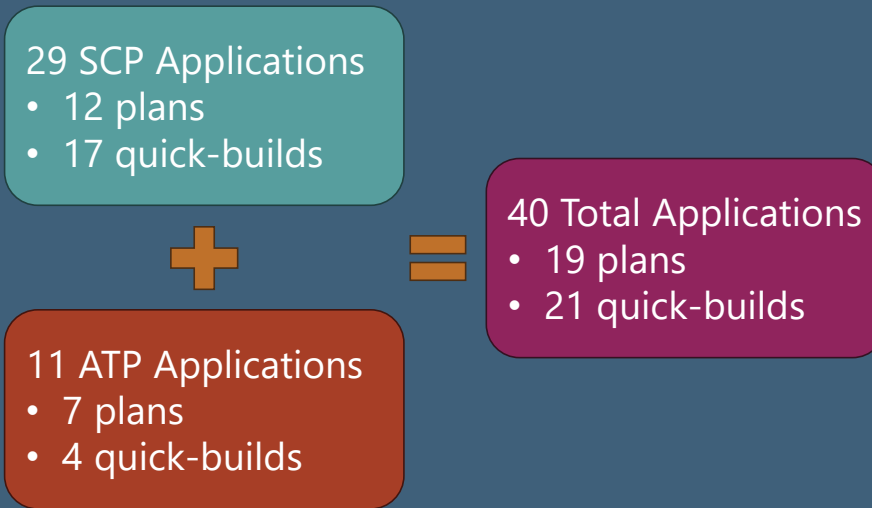 29 SCP Applications
• 12 plans
• 17 quick-builds
11 ATP Applications
• 7 plans
• 4 quick-builds
40 Total Applications
• 19 plans
• 21 quick-builds